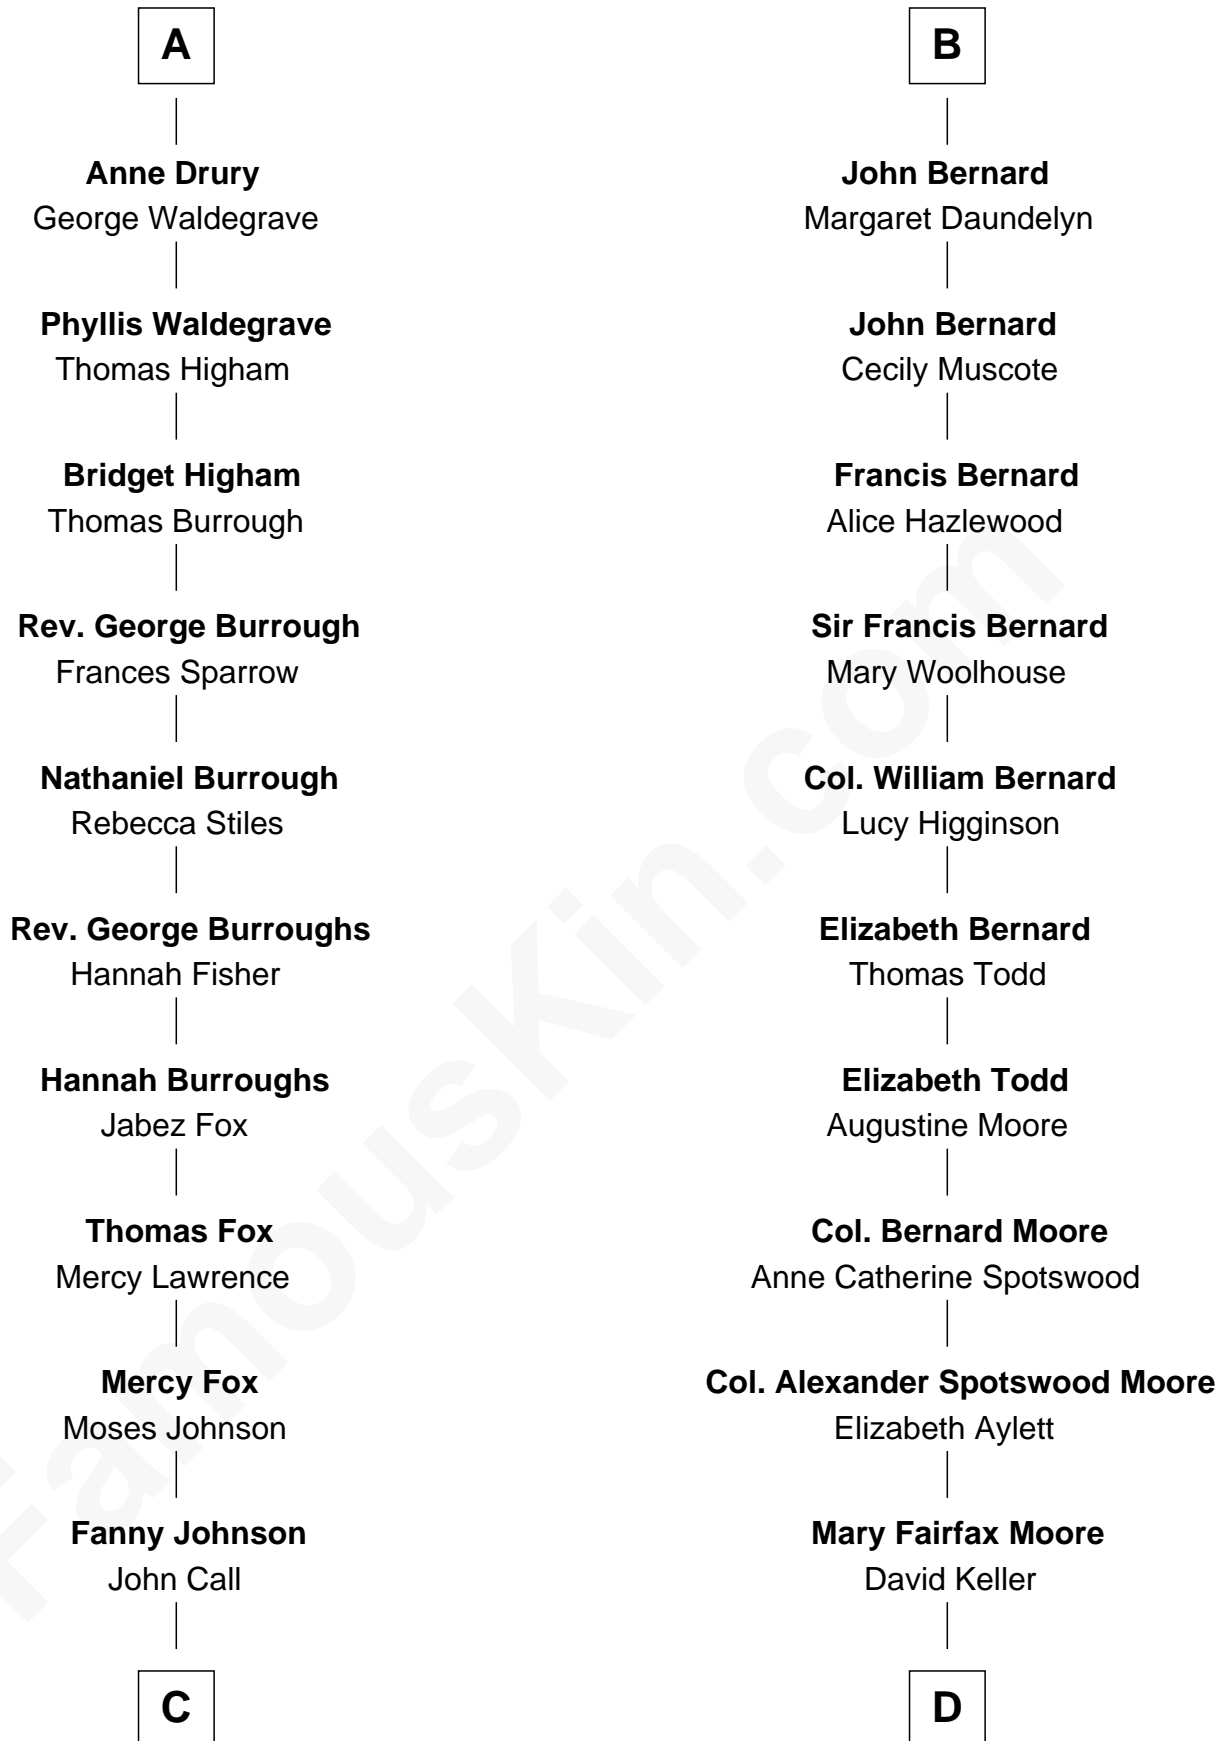 A
Anne Drury
George Waldegrave
Phyllis Waldegrave
Thomas Higham
Bridget Higham
Thomas Burrough
Rev. George Burrough
Frances Sparrow
Nathaniel Burrough
Rebecca Stiles
Rev. George Burroughs
Hannah Fisher
Hannah Burroughs
Jabez Fox
Thomas Fox
Mercy Lawrence
Mercy Fox
Moses Johnson
Fanny Johnson
John Call
C
B
John Bernard
Margaret Daundelyn
John Bernard
Cecily Muscote
Francis Bernard
Alice Hazlewood
Sir Francis Bernard
Mary Woolhouse
Col. William Bernard
Lucy Higginson
Elizabeth Bernard
Thomas Todd
Elizabeth Todd
Augustine Moore
Col. Bernard Moore
Anne Catherine Spotswood
Col. Alexander Spotswood Moore
Elizabeth Aylett
Mary Fairfax Moore
David Keller
D
FamousKin.com